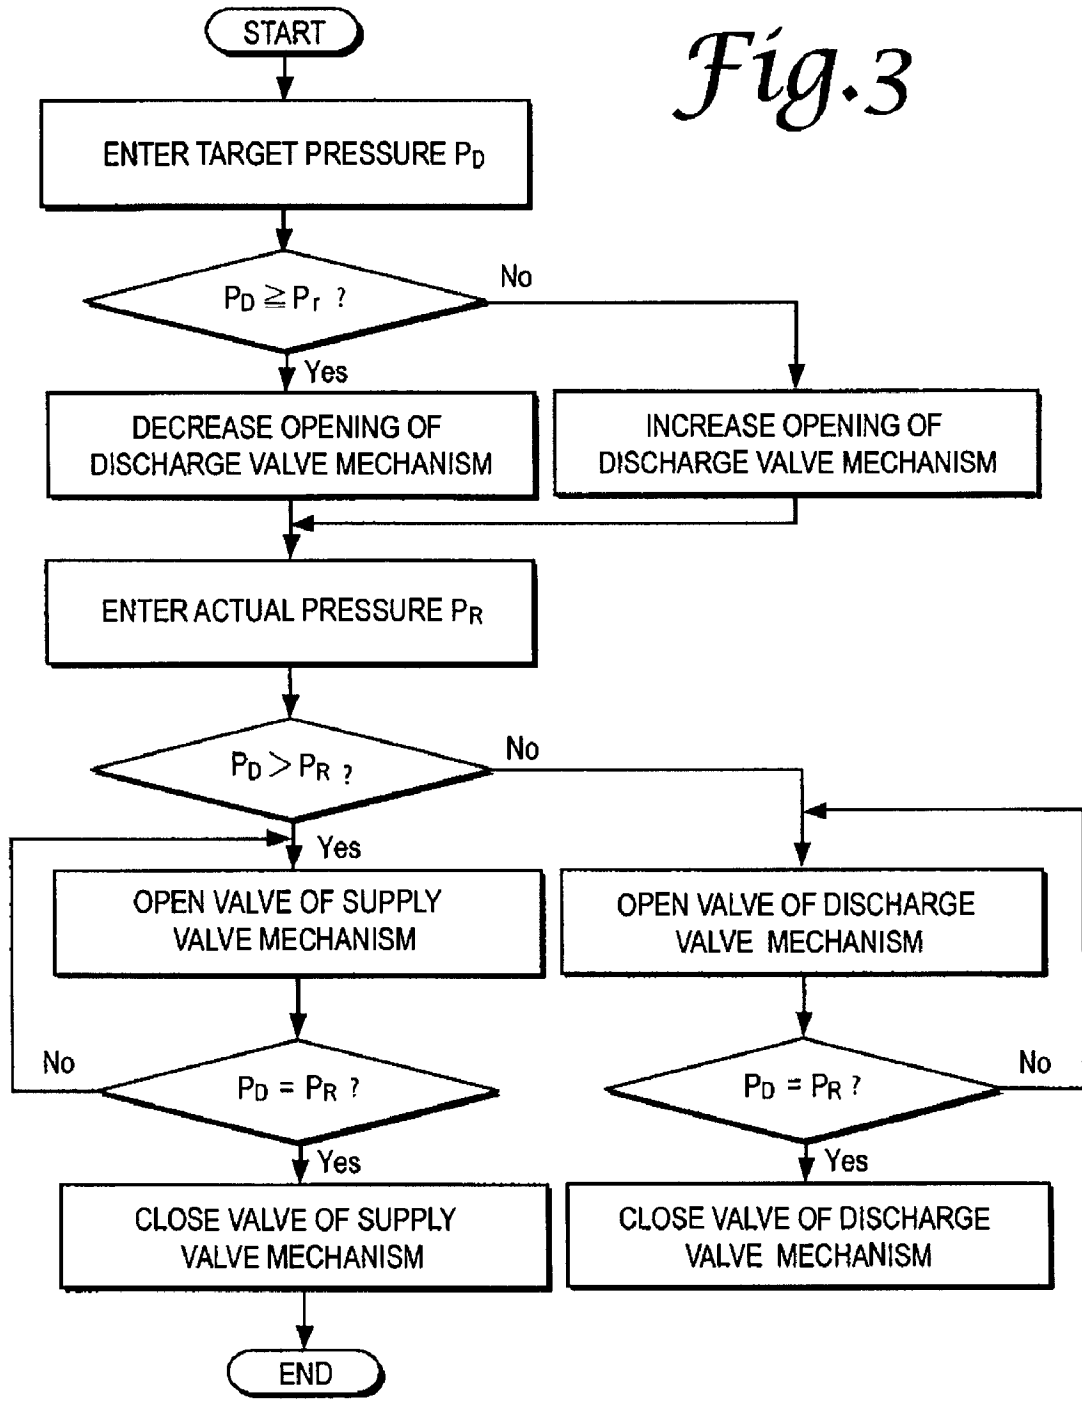 START
Fig.3
ENTER TARGET PRESSURE PD
PD ≧ Pr ?
No
Yes
DECREASE OPENING OF
DISCHARGE VALVE MECHANISM
INCREASE OPENING OF
DISCHARGE VALVE MECHANISM
ENTER ACTUAL PRESSURE PR
PD > PR ?
No
Yes
OPEN VALVE OF SUPPLY
VALVE MECHANISM
OPEN VALVE OF DISCHARGE
VALVE MECHANISM
No
PD = PR ?
PD = PR ?
No
Yes
Yes
CLOSE VALVE OF SUPPLY
VALVE MECHANISM
CLOSE VALVE OF DISCHARGE
VALVE MECHANISM
END